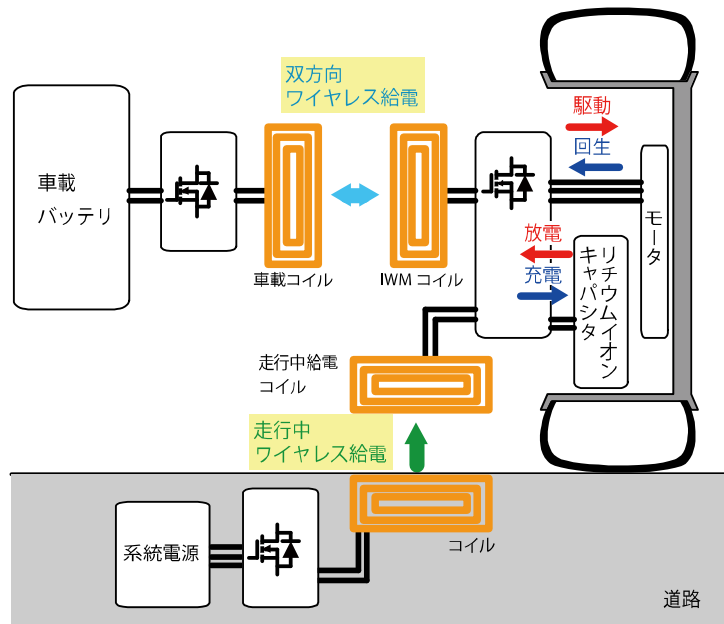 双方向
ワイヤレス給電
駆動
回生
車載
バッテリ
モータ
放電
充電
リチウムイオン
キャパシタ
車載コイル
IWM コイル
走行中給電
コイル
走行中
ワイヤレス給電
系統電源
コイル
道路